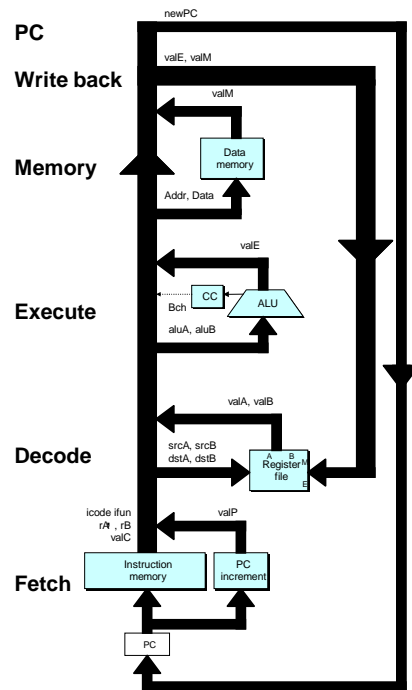 newPC
PC
valE, valM
Write back
valM
Data
memory
Memory
Addr, Data
valE
CC
ALU
Execute
Bch
aluA, aluB
valA, valB
A B
srcA, srcB
dstA, dstB
Register
file
M
E
Decode
icode ifun
rA , rB
valC
valP
Instruction
memory
PC
increment
Fetch
PC